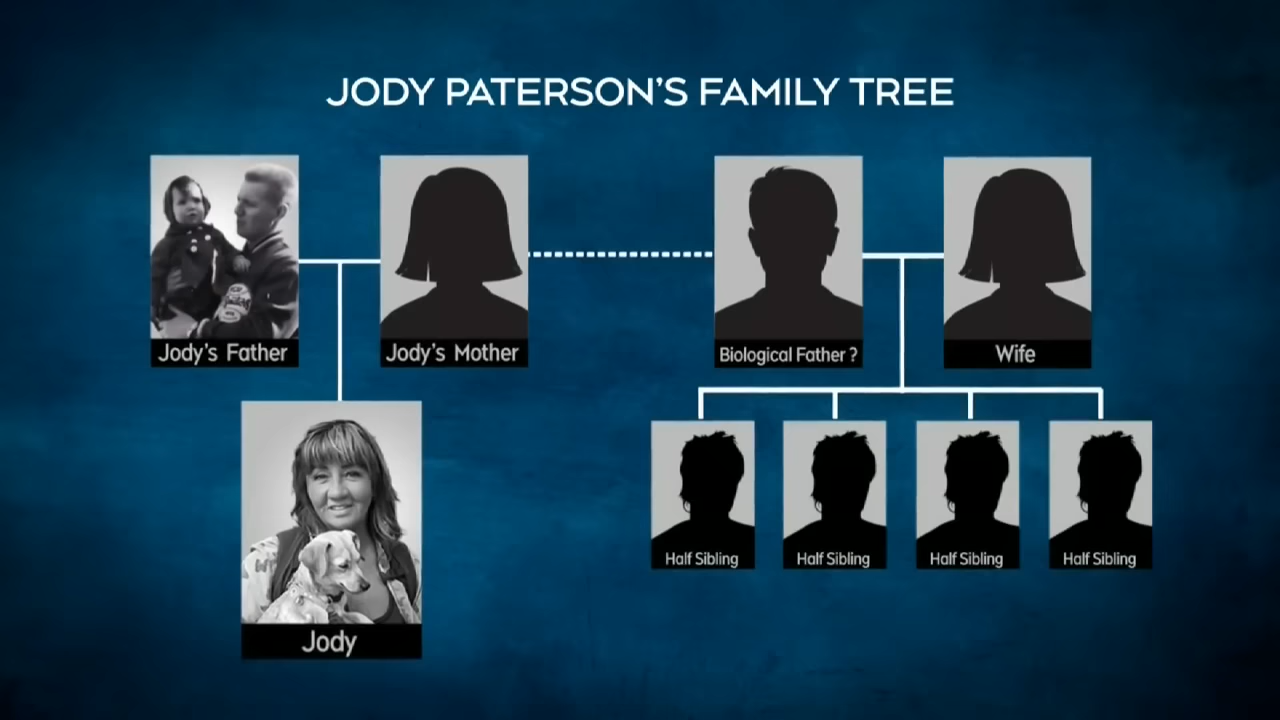 JODY PATERSON'S FAMILY TREE
Jody's Father
Jody's Mother
Biological Father ?
Wife
Half Sibling
Half Sibling
Half Sibling
Half Sibling
Jody